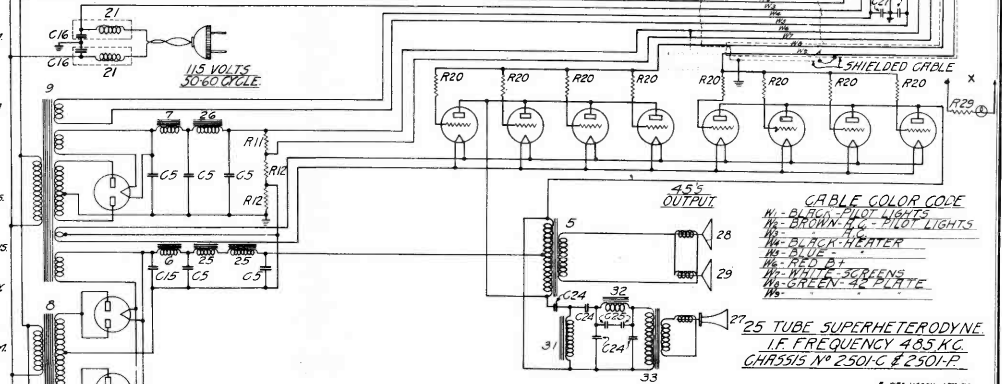 21
C16
C16
21
115 VOLTS
50-60 CYCLE.
SHIELDED CABLE
X
R29
R20 R20 R20 R20 R20 R20 R20 R20
9
7 26
R11
R12
R12
C5 C5 C5
6 25 25
C15 C5 C5
8
45'S
OUTPUT
5
28
29
C24
32
C24 C25
C24
31
33
27
CABLE COLOR CODE
W1-BLACK-PILOT LIGHTS
W2-BROWN-A.C.-PILOT LIGHTS
W3- " A.C.
W4-BLACK-HEATER
W5-BLUE- "
W6-RED B+
W7-WHITE-SCREENS
W8-GREEN-42 PLATE
W9- " "
25 TUBE SUPERHETERODYNE.
I.F. FREQUENCY 485 K.C.
CHASSIS Nº 2501-C & 2501-P.